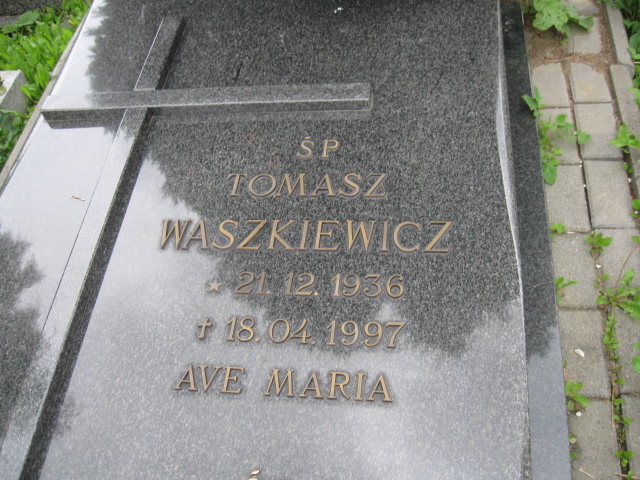 ŚP
TOMASZ
WASZKIEWICZ
* 21.12.1936
† 18.04.1997
AVE MARIA